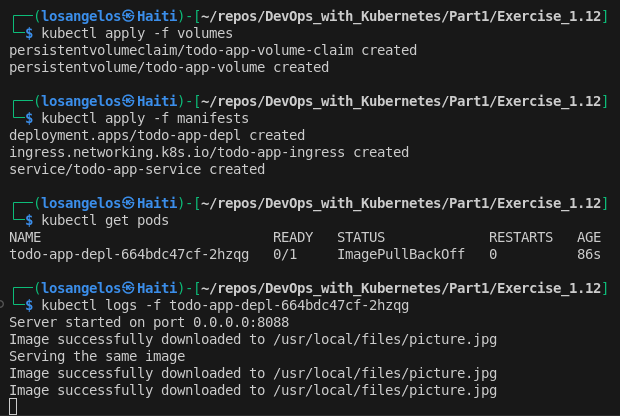 ┌──(losangelos㉿Haiti)-[~/repos/DevOps_with_Kubernetes/Part1/Exercise_1.12]
└─$ kubectl apply -f volumes
persistentvolumeclaim/todo-app-volume-claim created
persistentvolume/todo-app-volume created
┌──(losangelos㉿Haiti)-[~/repos/DevOps_with_Kubernetes/Part1/Exercise_1.12]
└─$ kubectl apply -f manifests
deployment.apps/todo-app-depl created
ingress.networking.k8s.io/todo-app-ingress created
service/todo-app-service created
┌──(losangelos㉿Haiti)-[~/repos/DevOps_with_Kubernetes/Part1/Exercise_1.12]
└─$ kubectl get pods
NAME READY STATUS RESTARTS AGE
todo-app-depl-664bdc47cf-2hzqg 0/1 ImagePullBackOff 0 86s
┌──(losangelos㉿Haiti)-[~/repos/DevOps_with_Kubernetes/Part1/Exercise_1.12]
└─$ kubectl logs -f todo-app-depl-664bdc47cf-2hzqg
Server started on port 0.0.0.0:8088
Image successfully downloaded to /usr/local/files/picture.jpg
Serving the same image
Image successfully downloaded to /usr/local/files/picture.jpg
Image successfully downloaded to /usr/local/files/picture.jpg